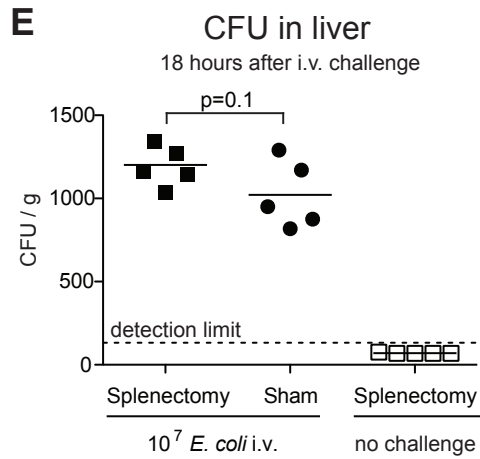 E
CFU in liver
18 hours after i.v. challenge
p=0.1
1500
1000
500
0
CFU / g
detection limit
Splenectomy Sham Splenectomy
10⁷ E. coli i.v. no challenge